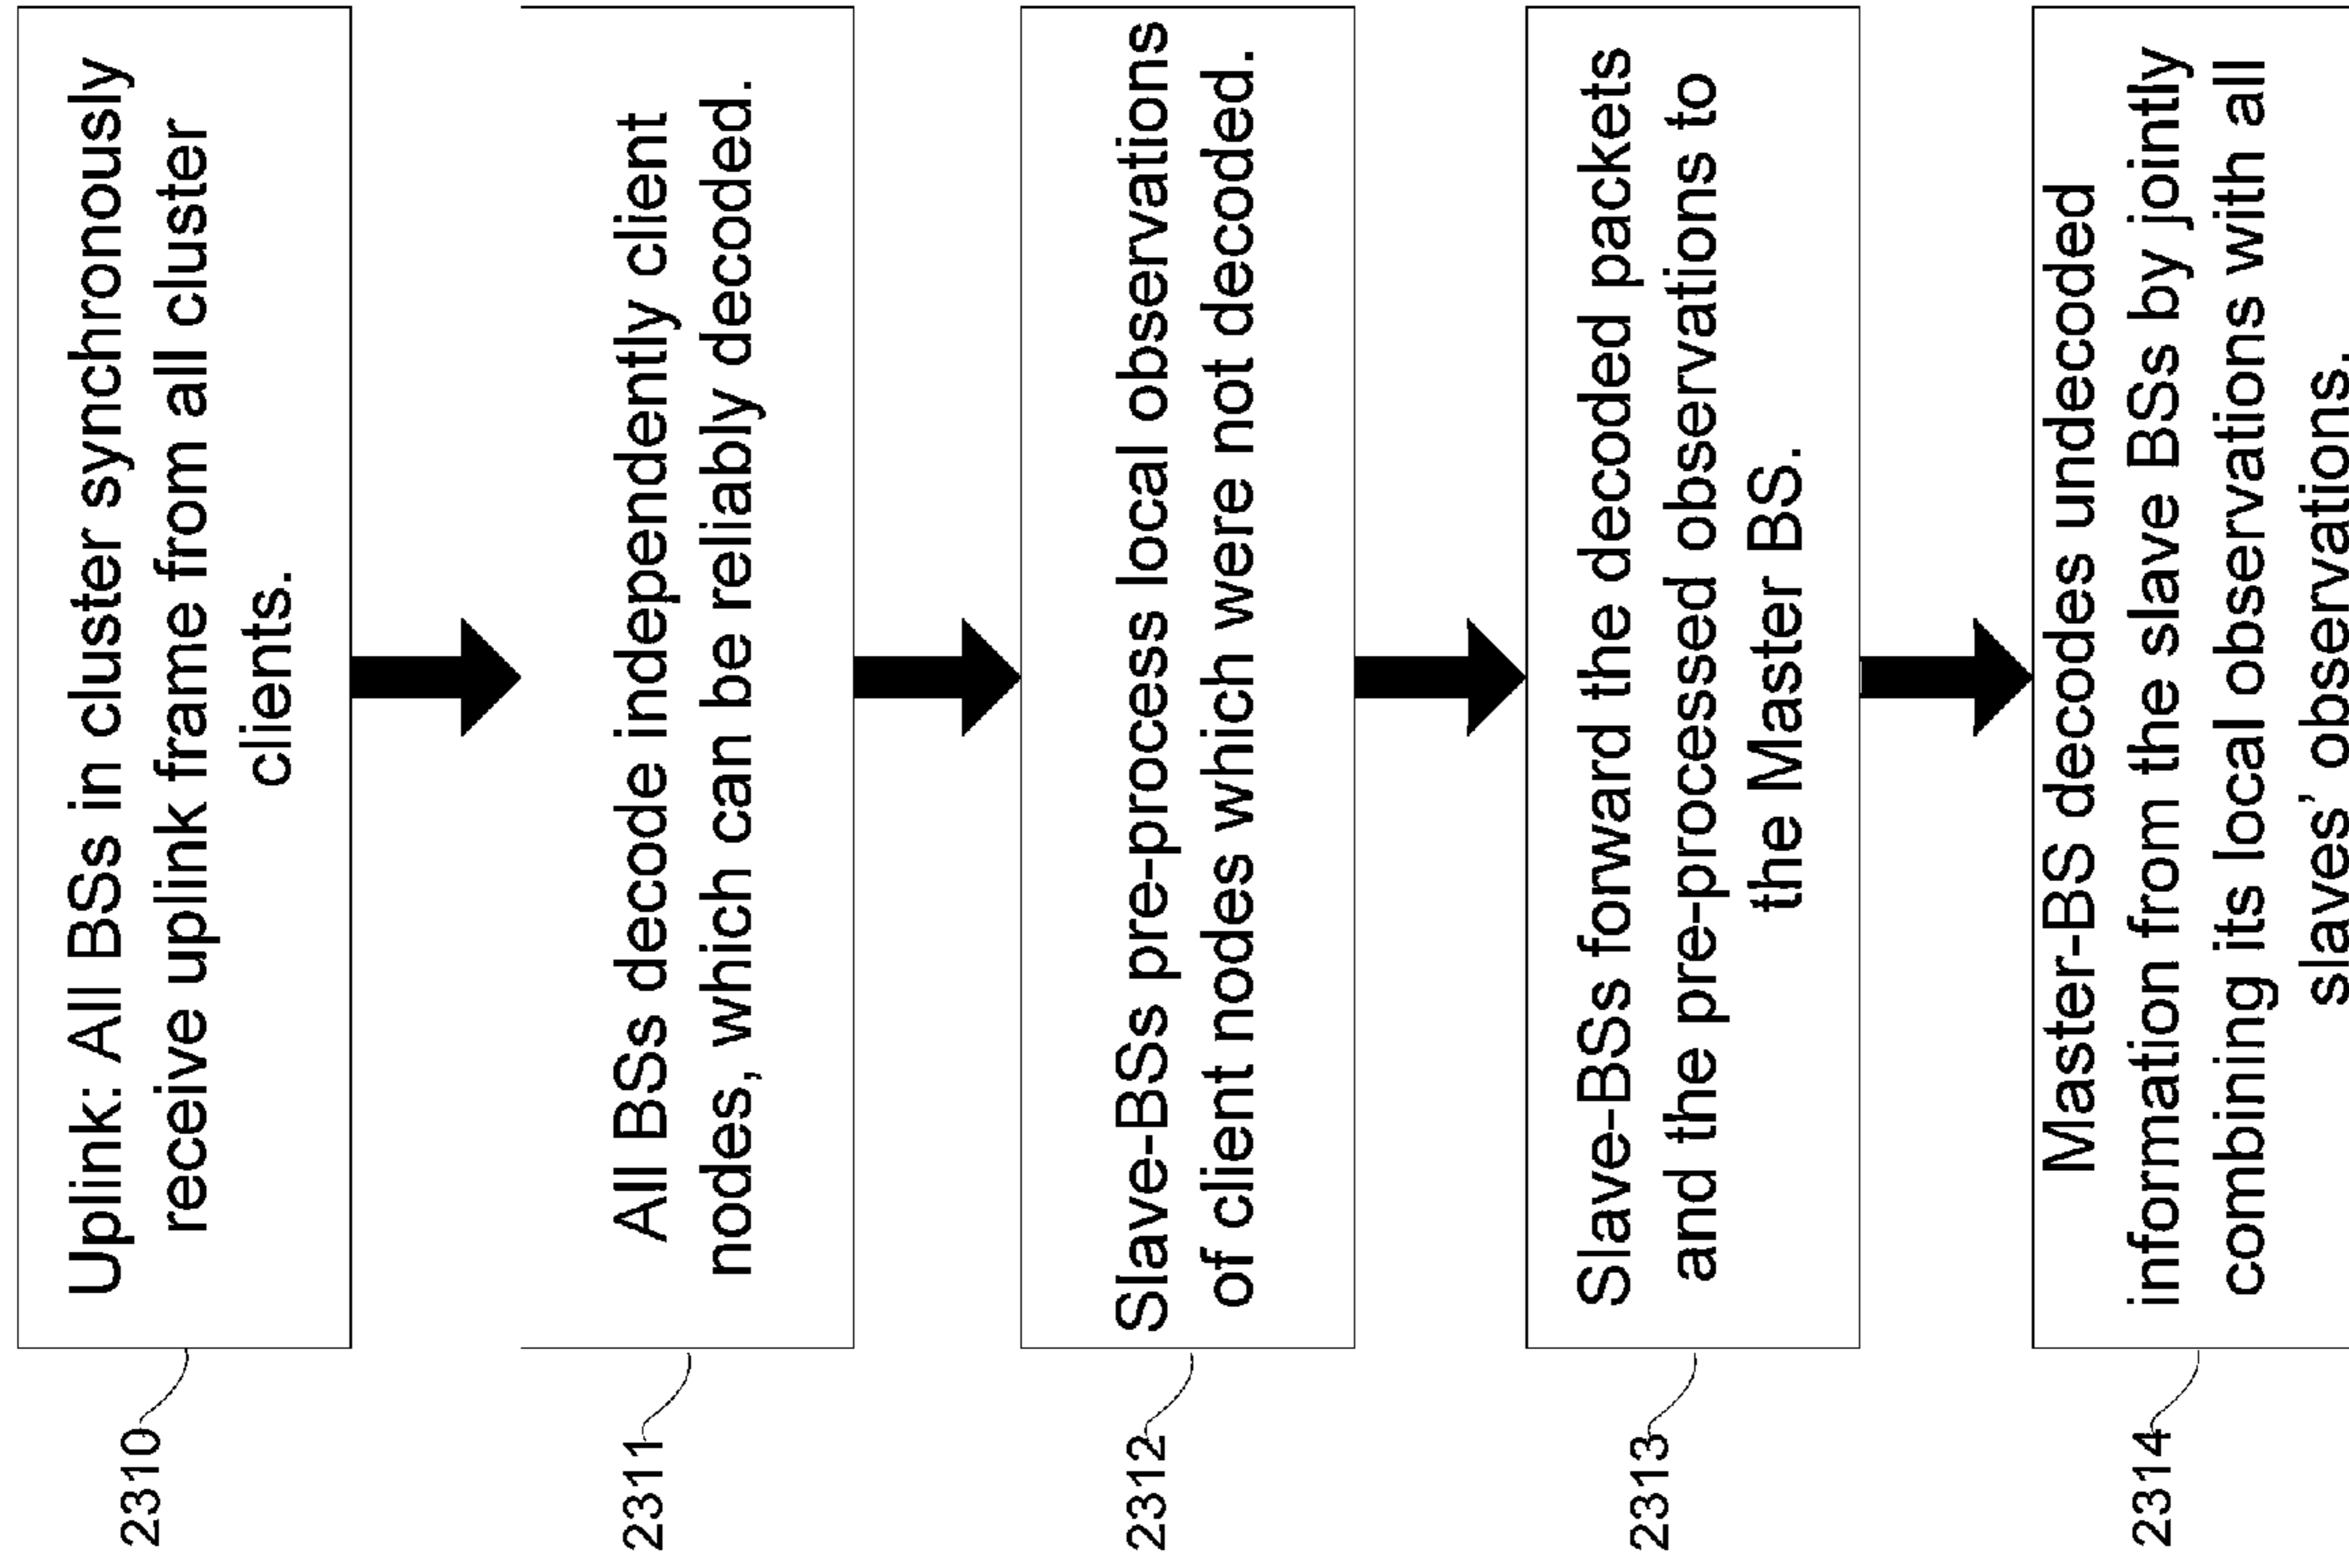 2310
Uplink: All BSs in cluster synchronously
receive uplink frame from all cluster
clients.
2311
All BSs decode independently client
nodes, which can be reliably decoded.
2312
Slave-BSs pre-process local observations
of client nodes which were not decoded.
2313
Slave-BSs forward the decoded packets
and the pre-processed observations to
the Master BS.
2314
Master-BS decodes undecoded
information from the slave BSs by jointly
combining its local observations with all
slaves' observations.